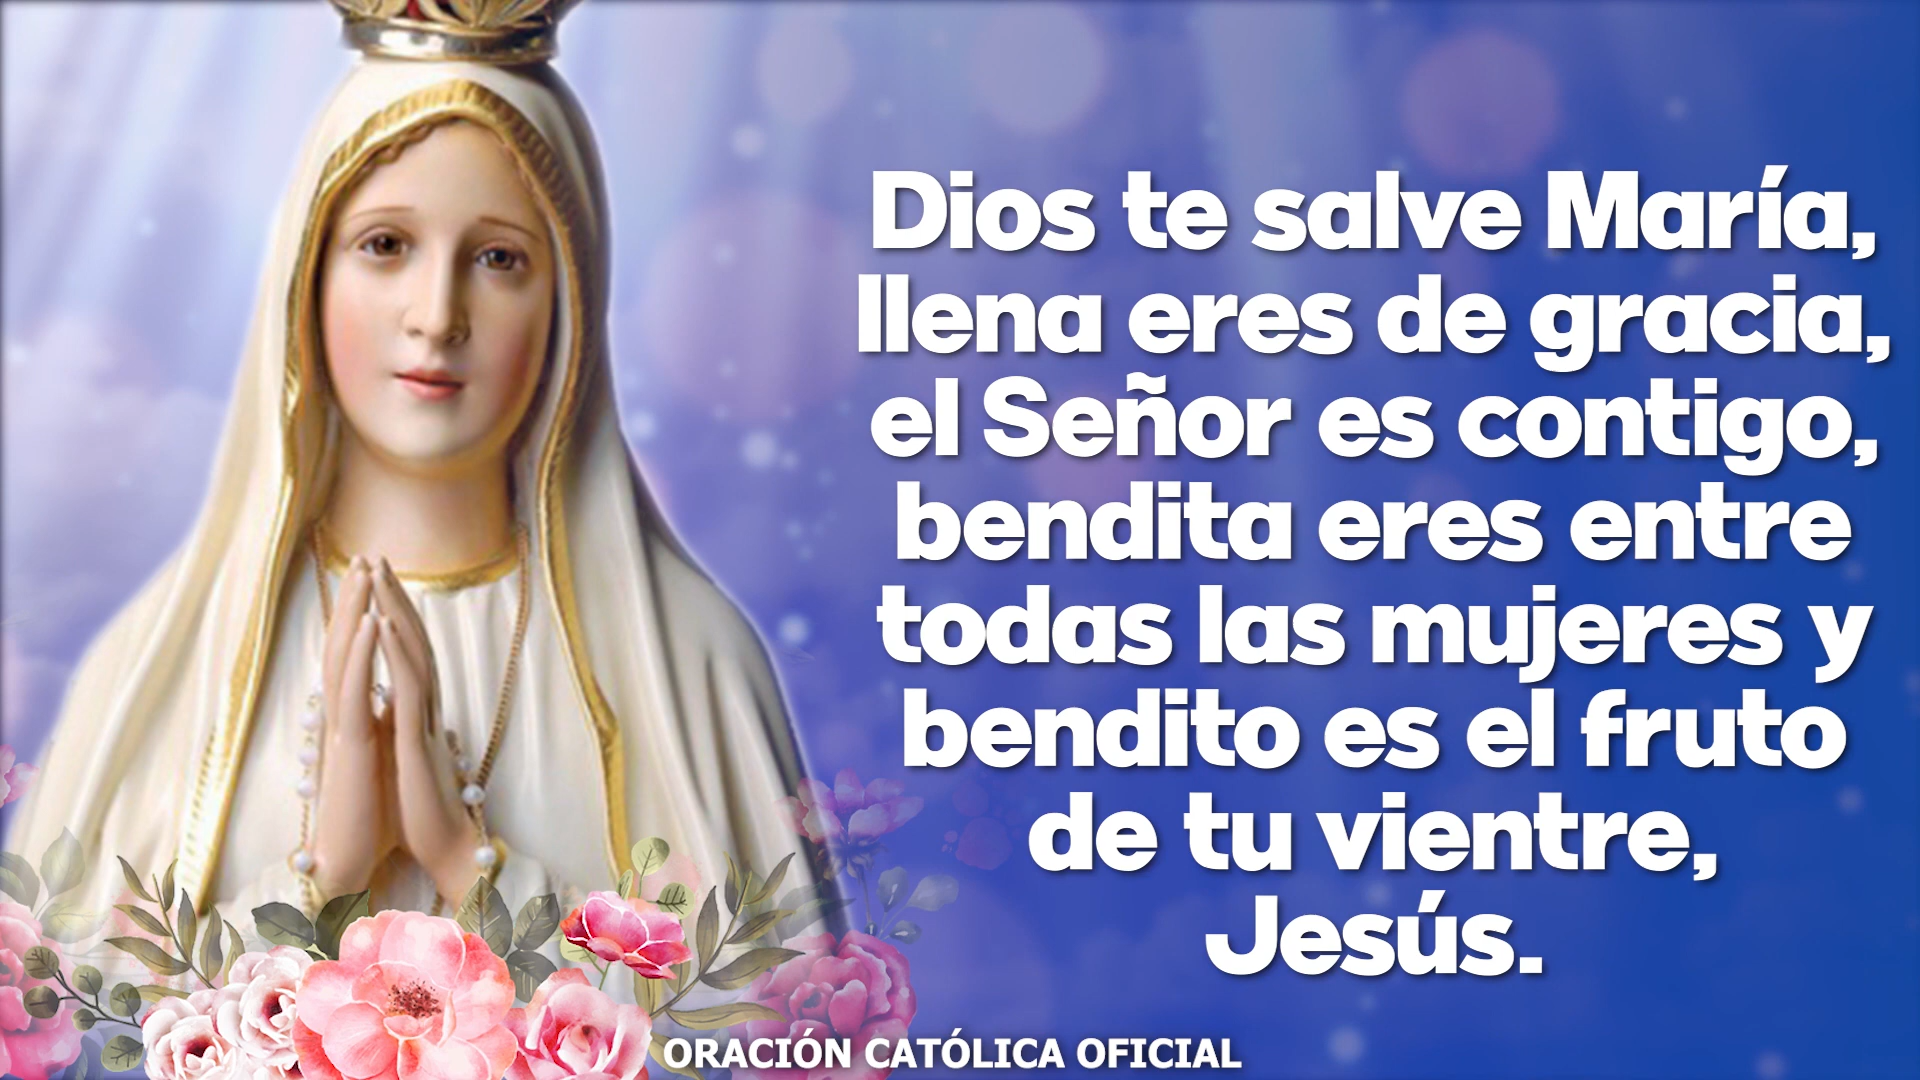 Dios te salve María,
llena eres de gracia,
el Señor es contigo,
bendita eres entre
todas las mujeres y
bendito es el fruto
de tu vientre,
Jesús.
ORACIÓN CATÓLICA OFICIAL